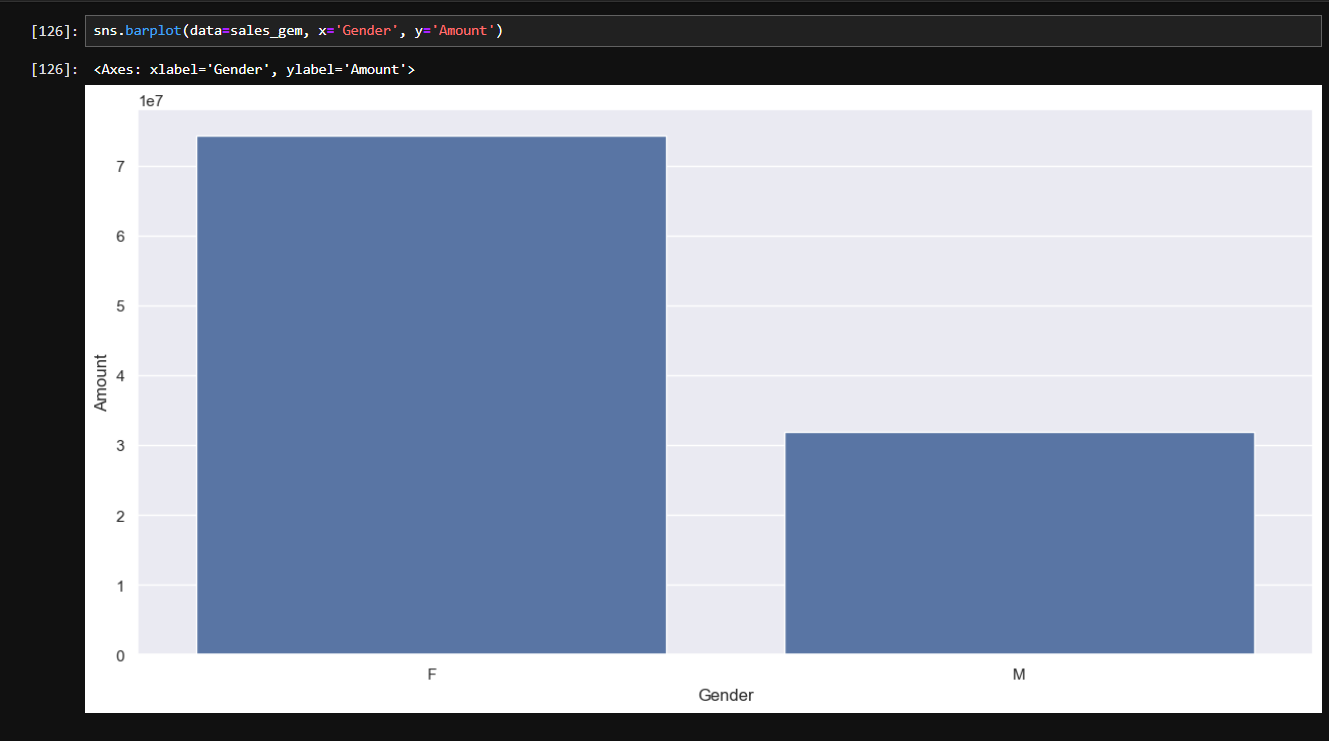 [126]: sns.barplot(data=sales_gem, x='Gender', y='Amount')
[126]: <Axes: xlabel='Gender', ylabel='Amount'>
1e7
7
6
5
4
3
2
1
0
Amount
F M
Gender